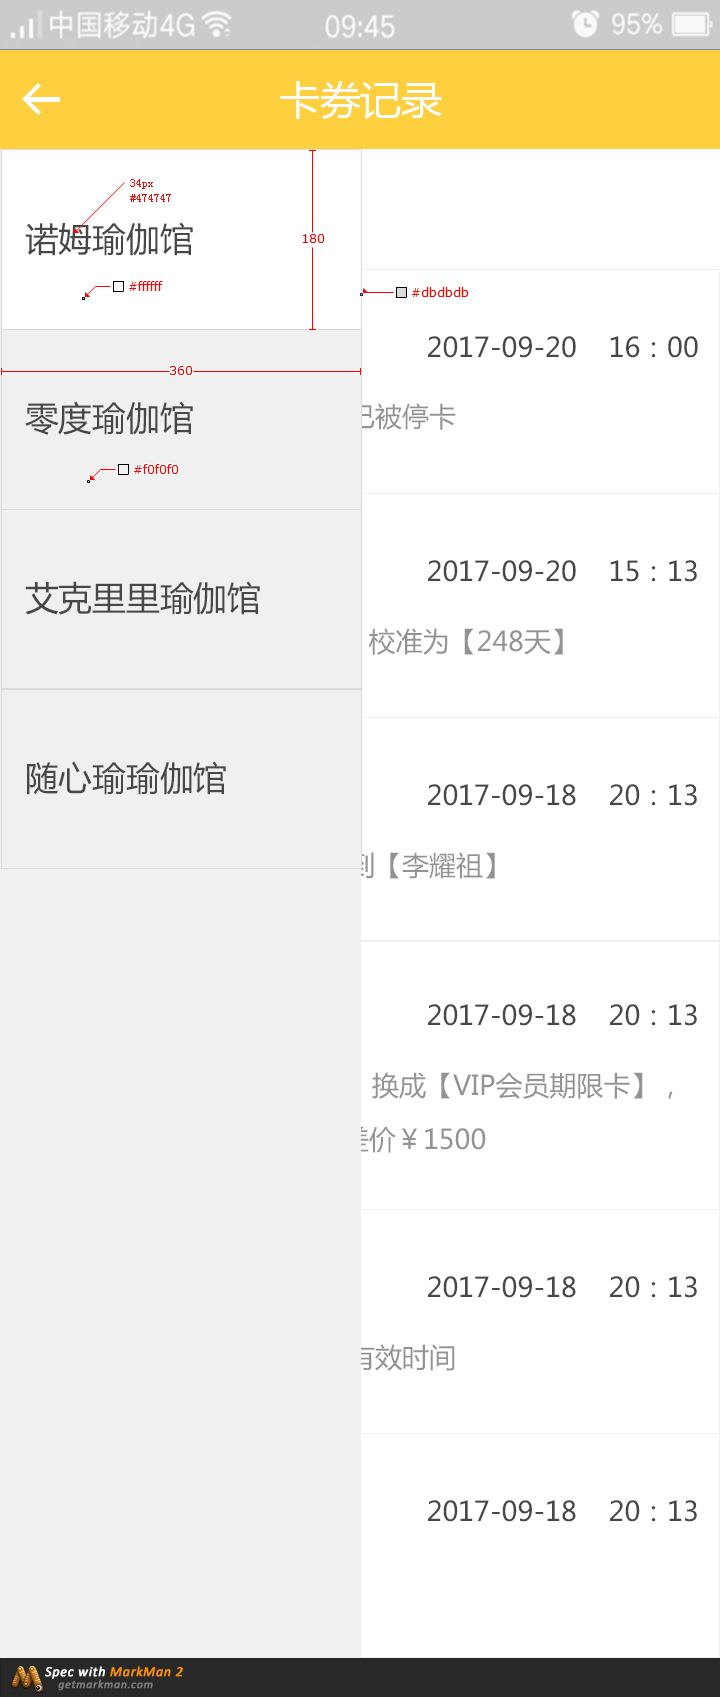 中国移动4G 09:45 95%
卡券记录
34px
#474747
诺姆瑜伽馆
180
#ffffff
#dbdbdb
2017-09-20 16：00
360
已被停卡
零度瑜伽馆
#f0f0f0
2017-09-20 15：13
艾克里里瑜伽馆
校准为【248天】
随心瑜瑜伽馆
2017-09-18 20：13
到【李耀祖】
2017-09-18 20：13
换成【VIP会员期限卡】，
差价￥1500
2017-09-18 20：13
有效时间
2017-09-18 20：13
Spec with MarkMan 2
getmarkman.com